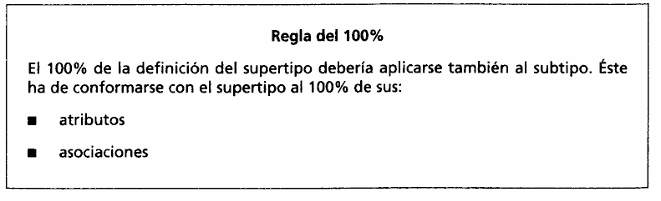 Regla del 100%
El 100% de la definición del supertipo debería aplicarse también al subtipo. Éste
ha de conformarse con el supertipo al 100% de sus:
■ atributos
■ asociaciones